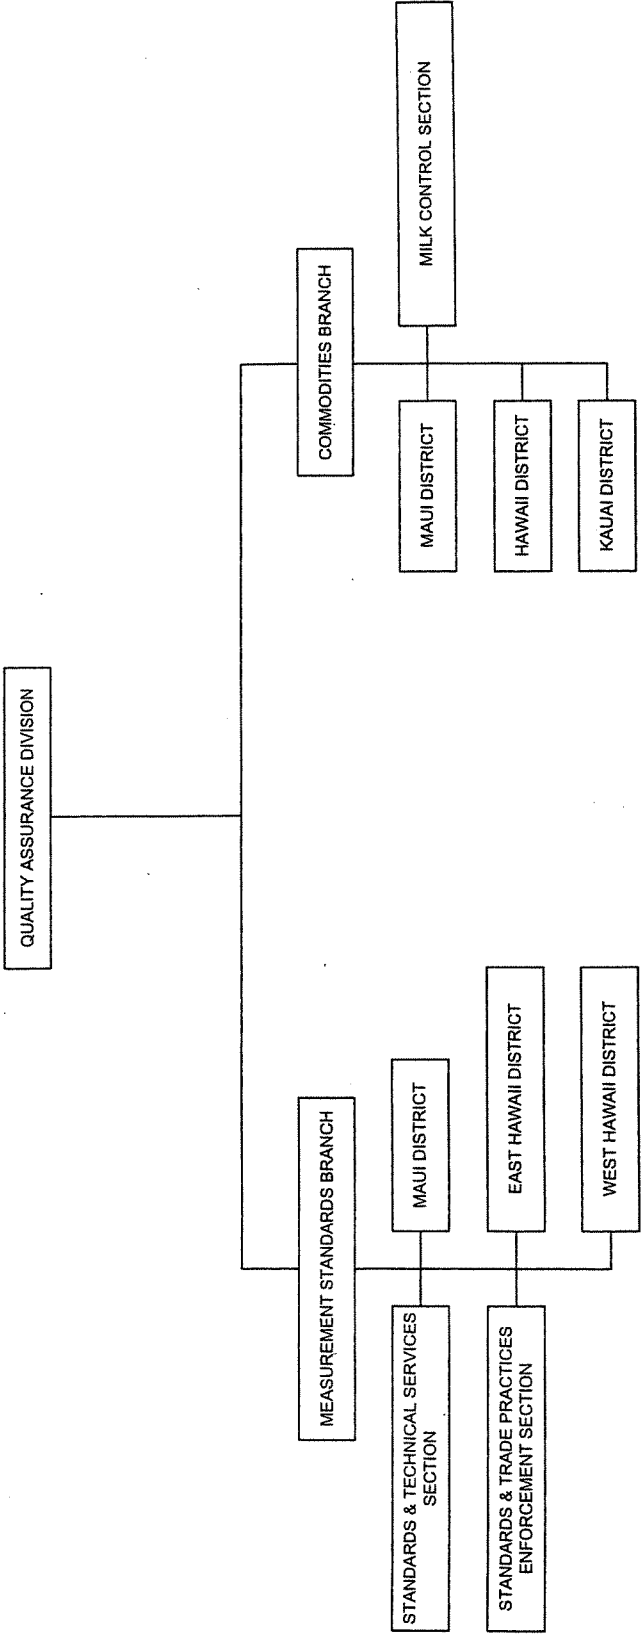 QUALITY ASSURANCE DIVISION
MEASUREMENT STANDARDS BRANCH
COMMODITIES BRANCH
STANDARDS & TECHNICAL SERVICES
SECTION
MAUI DISTRICT
STANDARDS & TRADE PRACTICES
ENFORCEMENT SECTION
EAST HAWAII DISTRICT
WEST HAWAII DISTRICT
MAUI DISTRICT
MILK CONTROL SECTION
HAWAII DISTRICT
KAUAI DISTRICT